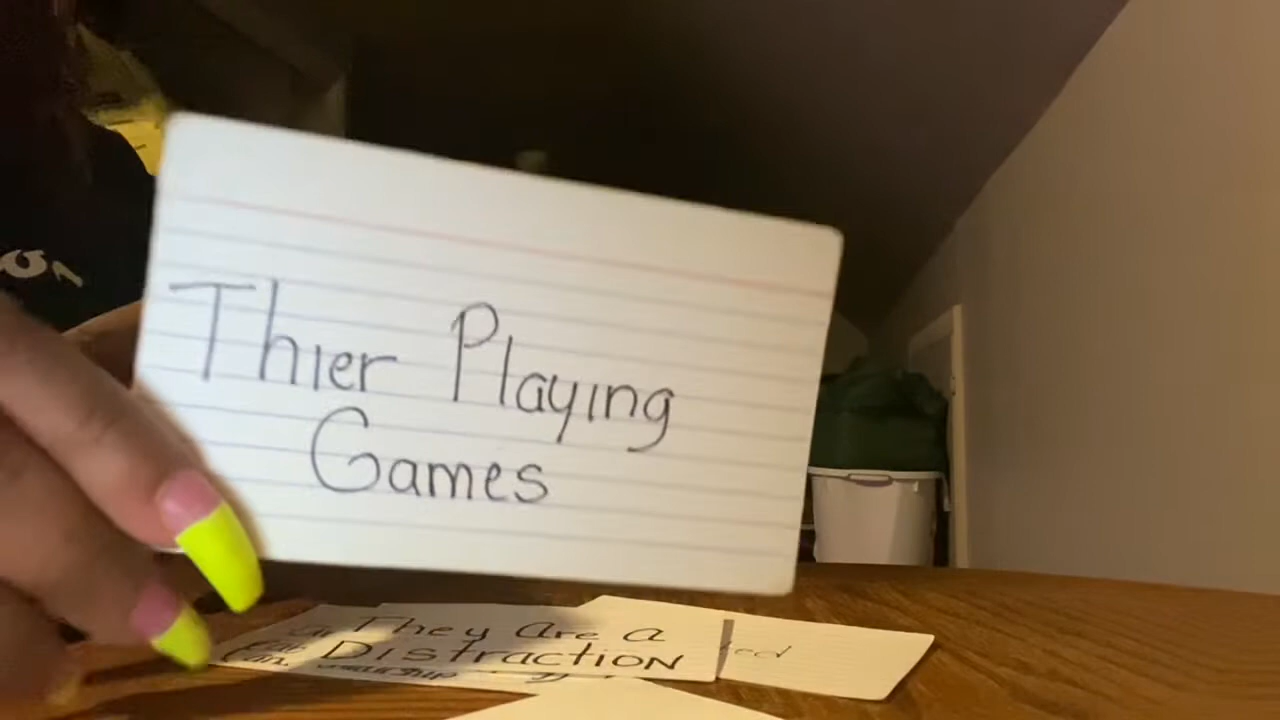 Thier Playing
Games
They Are a
Distraction